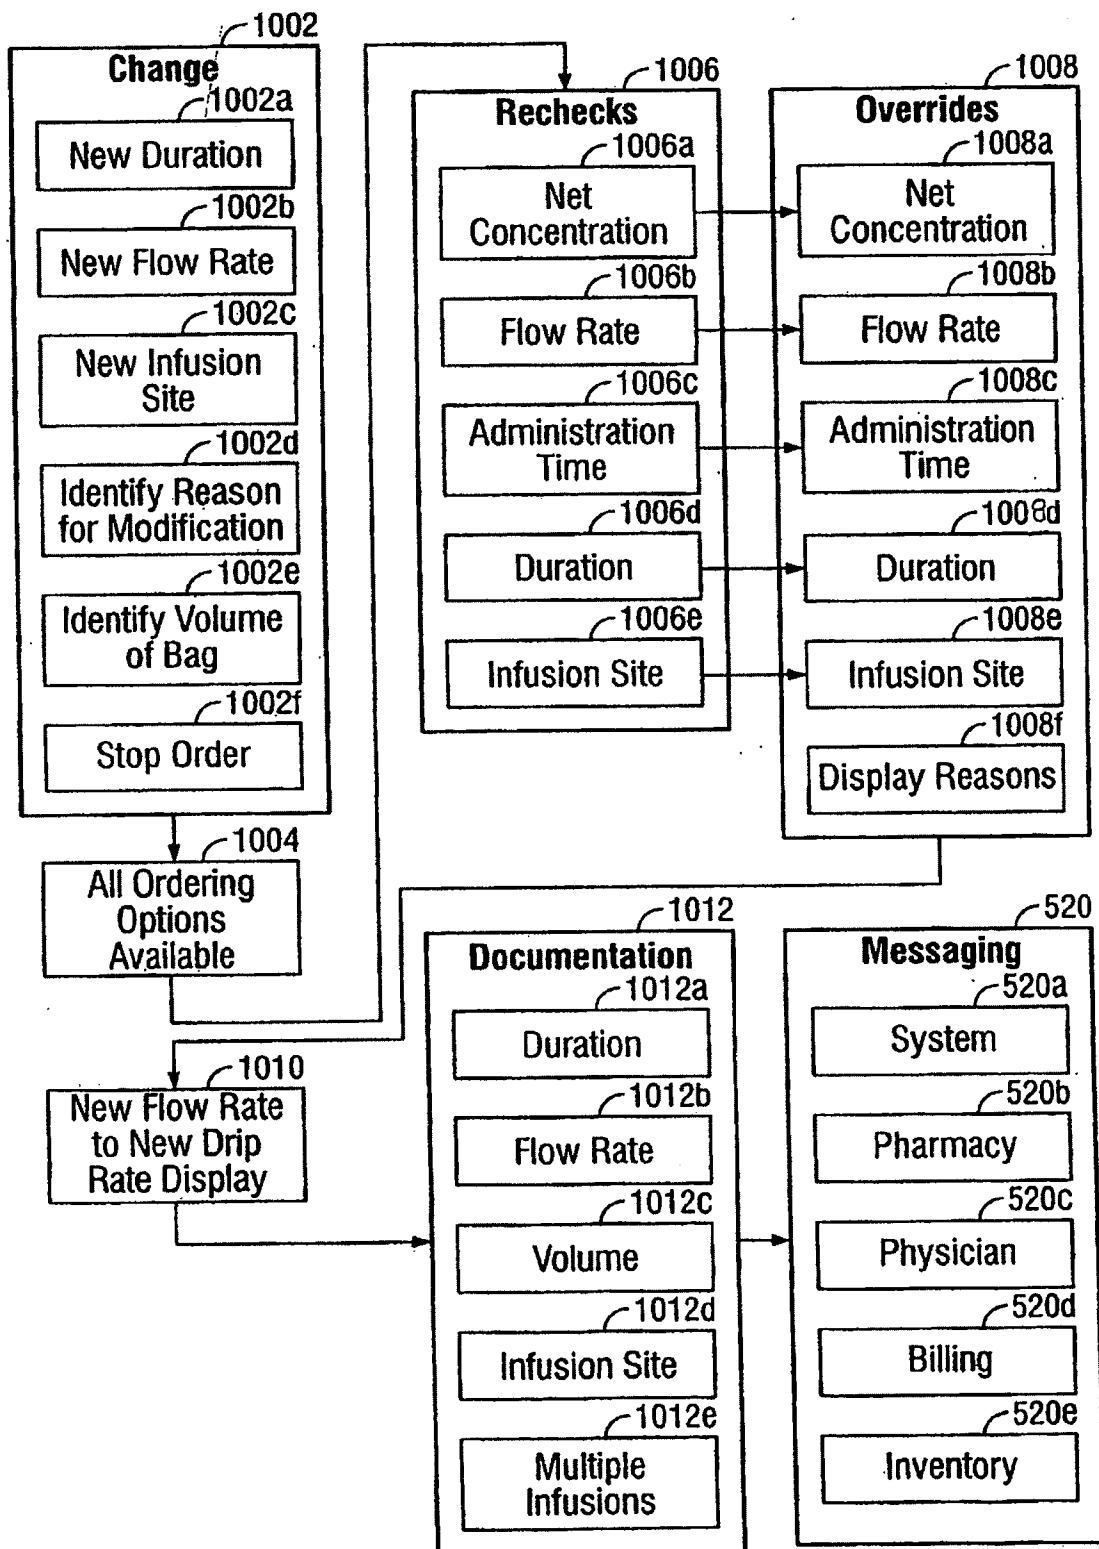 1002
Change
1002a
New Duration
1002b
New Flow Rate
1002c
New Infusion
Site
1002d
Identify Reason
for Modification
1002e
Identify Volume
of Bag
1002f
Stop Order
1004
All Ordering
Options
Available
1006
Rechecks
1006a
Net
Concentration
1006b
Flow Rate
1006c
Administration
Time
1006d
Duration
1006e
Infusion Site
1008
Overrides
1008a
Net
Concentration
1008b
Flow Rate
1008c
Administration
Time
1008d
Duration
1008e
Infusion Site
1008f
Display Reasons
1010
New Flow Rate
to New Drip
Rate Display
1012
Documentation
1012a
Duration
1012b
Flow Rate
1012c
Volume
1012d
Infusion Site
1012e
Multiple
Infusions
520
Messaging
520a
System
520b
Pharmacy
520c
Physician
520d
Billing
520e
Inventory